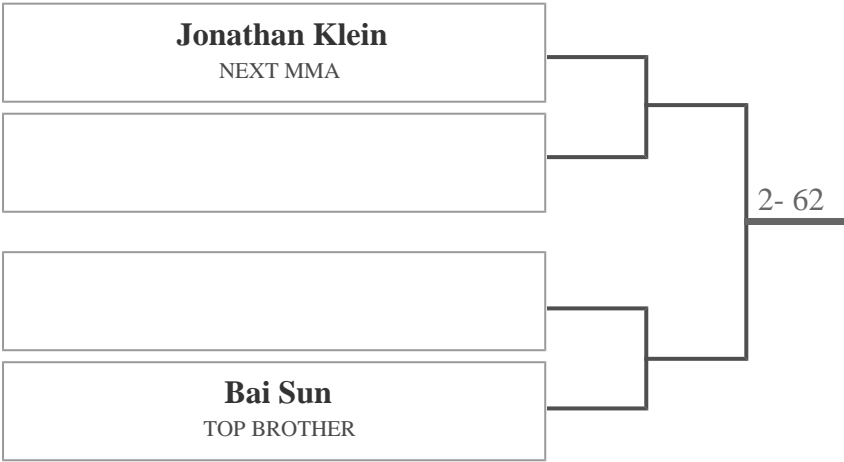 Jonathan Klein
NEXT MMA
2- 62
Bai Sun
TOP BROTHER